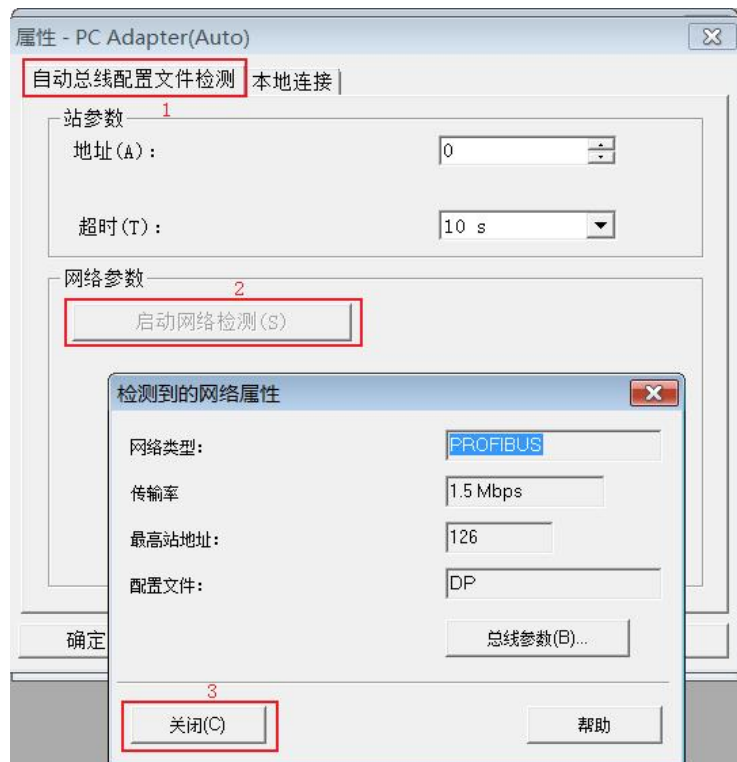 属性 - PC Adapter(Auto)
自动总线配置文件检测 本地连接
1
站参数
地址(A):
0
超时(T):
10 s
网络参数
2
启动网络检测(S)
检测到的网络属性
网络类型:
PROFIBUS
传输率
1.5 Mbps
最高站地址:
126
配置文件:
DP
确定
总线参数(B)...
3
关闭(C)
帮助